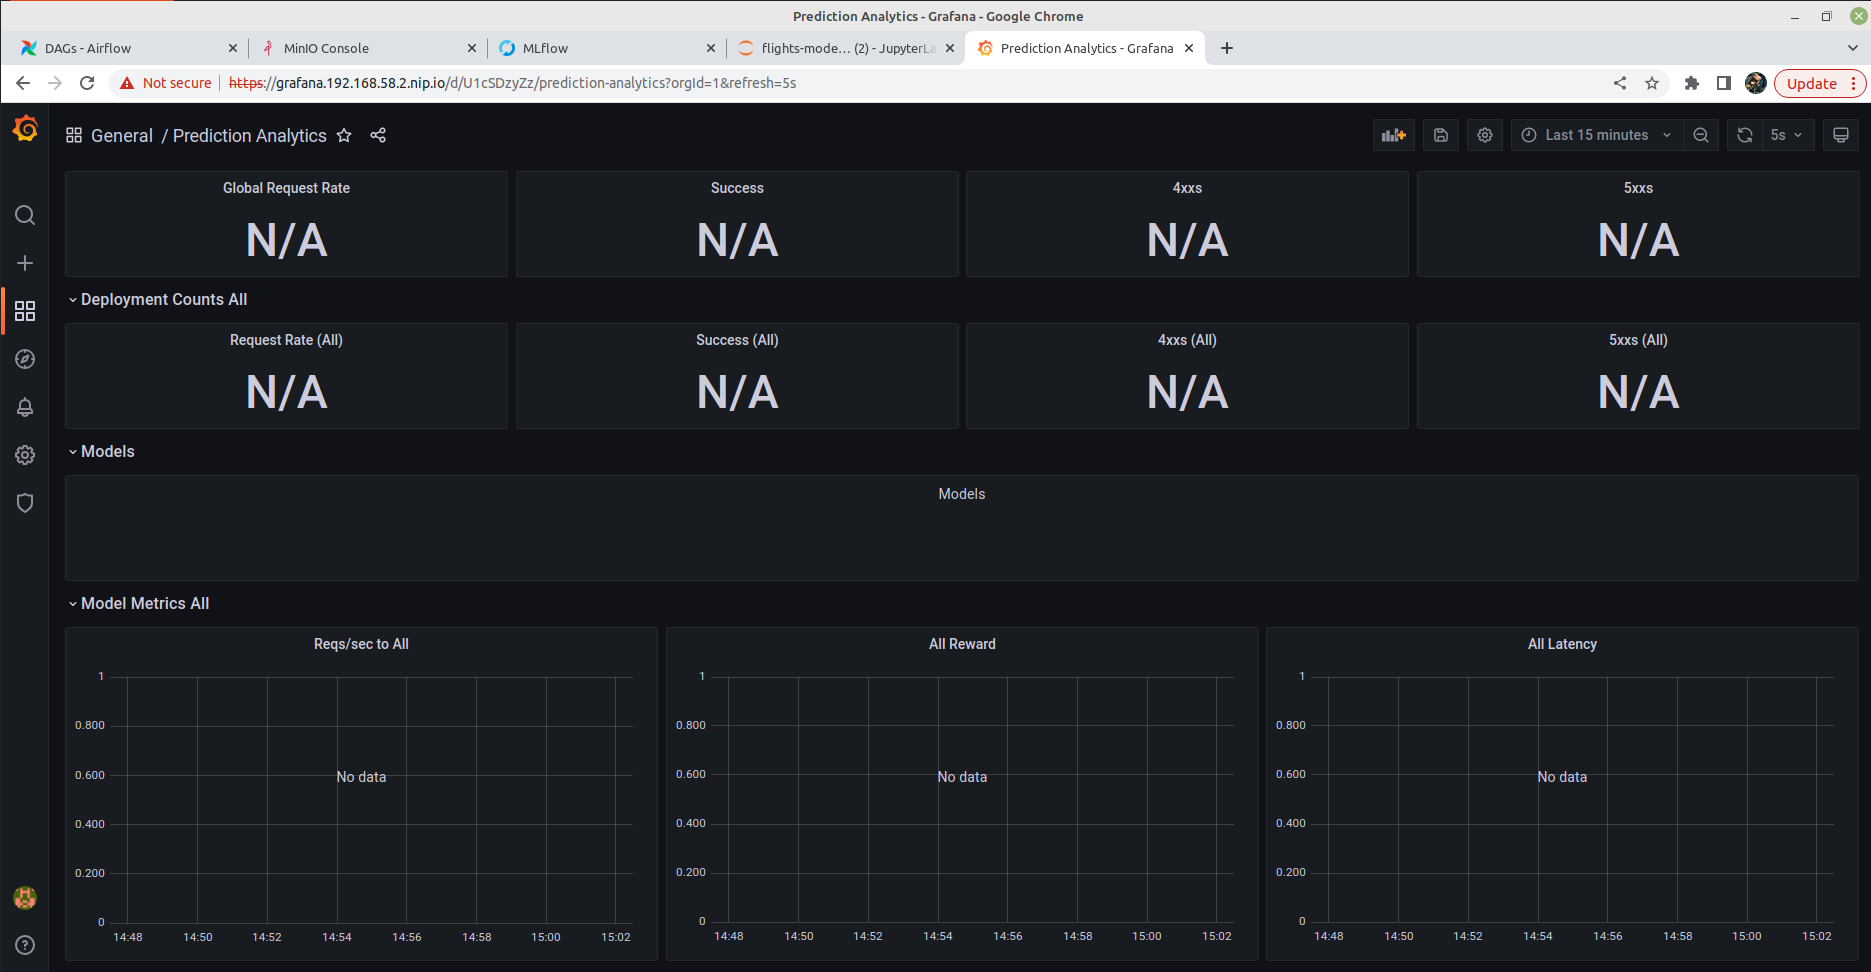 Prediction Analytics - Grafana - Google Chrome
DAGs - Airflow
MinIO Console
MLflow
flights-mode… (2) - JupyterLa
Prediction Analytics - Grafana
Not secure
https://grafana.192.168.58.2.nip.io/d/U1cSDzyZz/prediction-analytics?orgId=1&refresh=5s
Update
General / Prediction Analytics
Last 15 minutes
5s
Global Request Rate
N/A
Success
N/A
4xxs
N/A
5xxs
N/A
Deployment Counts All
Request Rate (All)
N/A
Success (All)
N/A
4xxs (All)
N/A
5xxs (All)
N/A
Models
Models
Model Metrics All
Reqs/sec to All
1
0.800
0.600
0.400
0.200
0
No data
14:48 14:50 14:52 14:54 14:56 14:58 15:00 15:02
All Reward
1
0.800
0.600
0.400
0.200
0
No data
14:48 14:50 14:52 14:54 14:56 14:58 15:00 15:02
All Latency
1
0.800
0.600
0.400
0.200
0
No data
14:48 14:50 14:52 14:54 14:56 14:58 15:00 15:02